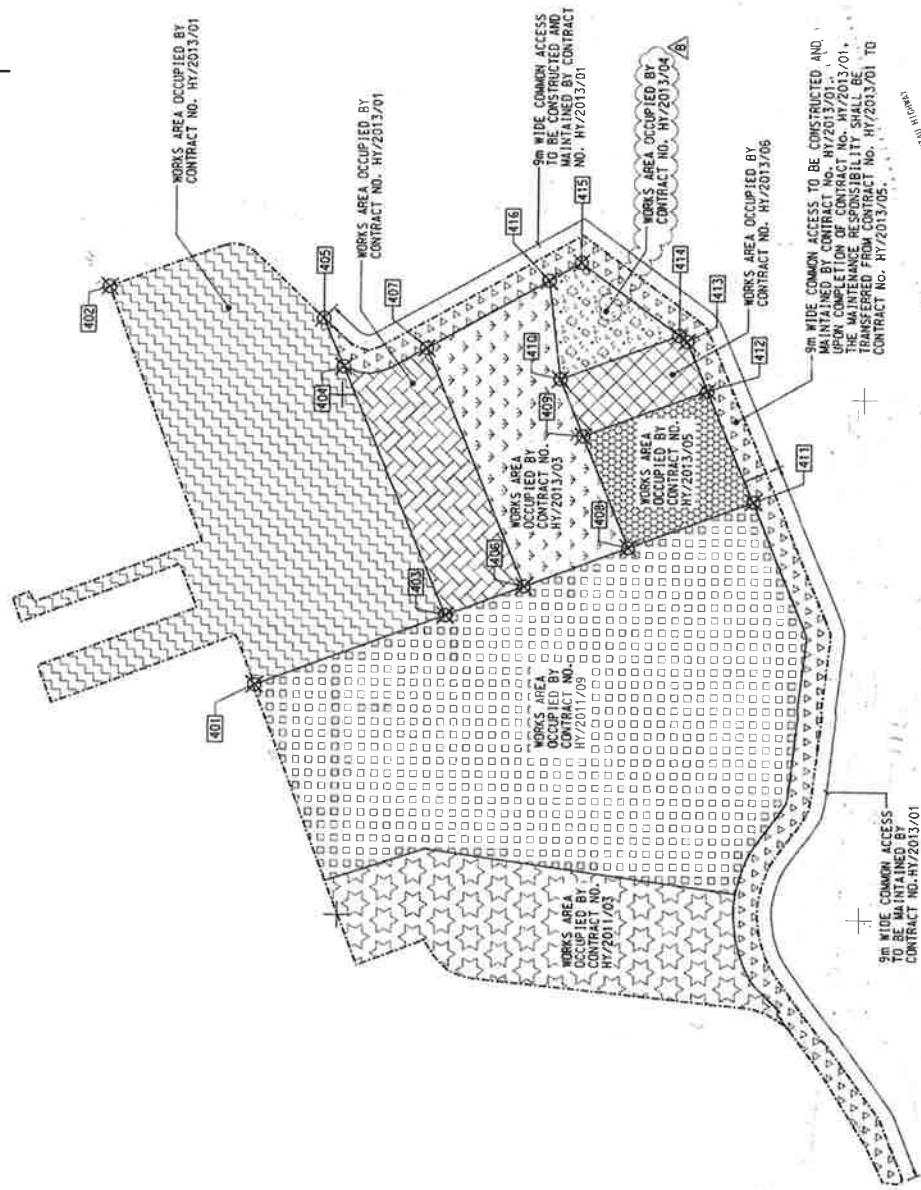 WORKS AREA OCCUPIED BY
CONTRACT NO. HY/2013/01
402
WORKS AREA OCCUPIED BY
CONTRACT NO. HY/2013/01
405
404
407
9m WIDE COMMON ACCESS
TO BE CONSTRUCTED AND
MAINTAINED BY CONTRACT
NO. HY/2013/01
416
415
WORKS AREA OCCUPIED BY
CONTRACT NO. HY/2013/04
B
410
409
414
413
412
WORKS AREA OCCUPIED BY
CONTRACT NO. HY/2013/06
WORKS AREA
OCCUPIED BY
CONTRACT NO.
HY/2013/03
WORKS AREA
OCCUPIED BY
CONTRACT NO.
HY/2013/05
9m WIDE COMMON ACCESS TO BE CONSTRUCTED AND
MAINTAINED BY CONTRACT No. HY/2013/01.
UPON COMPLETION OF CONTRACT No. HY/2013/01,
THE MAINTENANCE RESPONSIBILITY SHALL BE
TRANSFERRED FROM CONTRACT No. HY/2013/01 TO
CONTRACT No. HY/2013/05.
411
408
406
403
401
WORKS AREA
OCCUPIED BY
CONTRACT NO.
HY/2011/09
WORKS AREA
OCCUPIED BY
CONTRACT NO.
HY/2011/03
9m WIDE COMMON ACCESS
TO BE MAINTAINED BY
CONTRACT NO.HY/2013/01